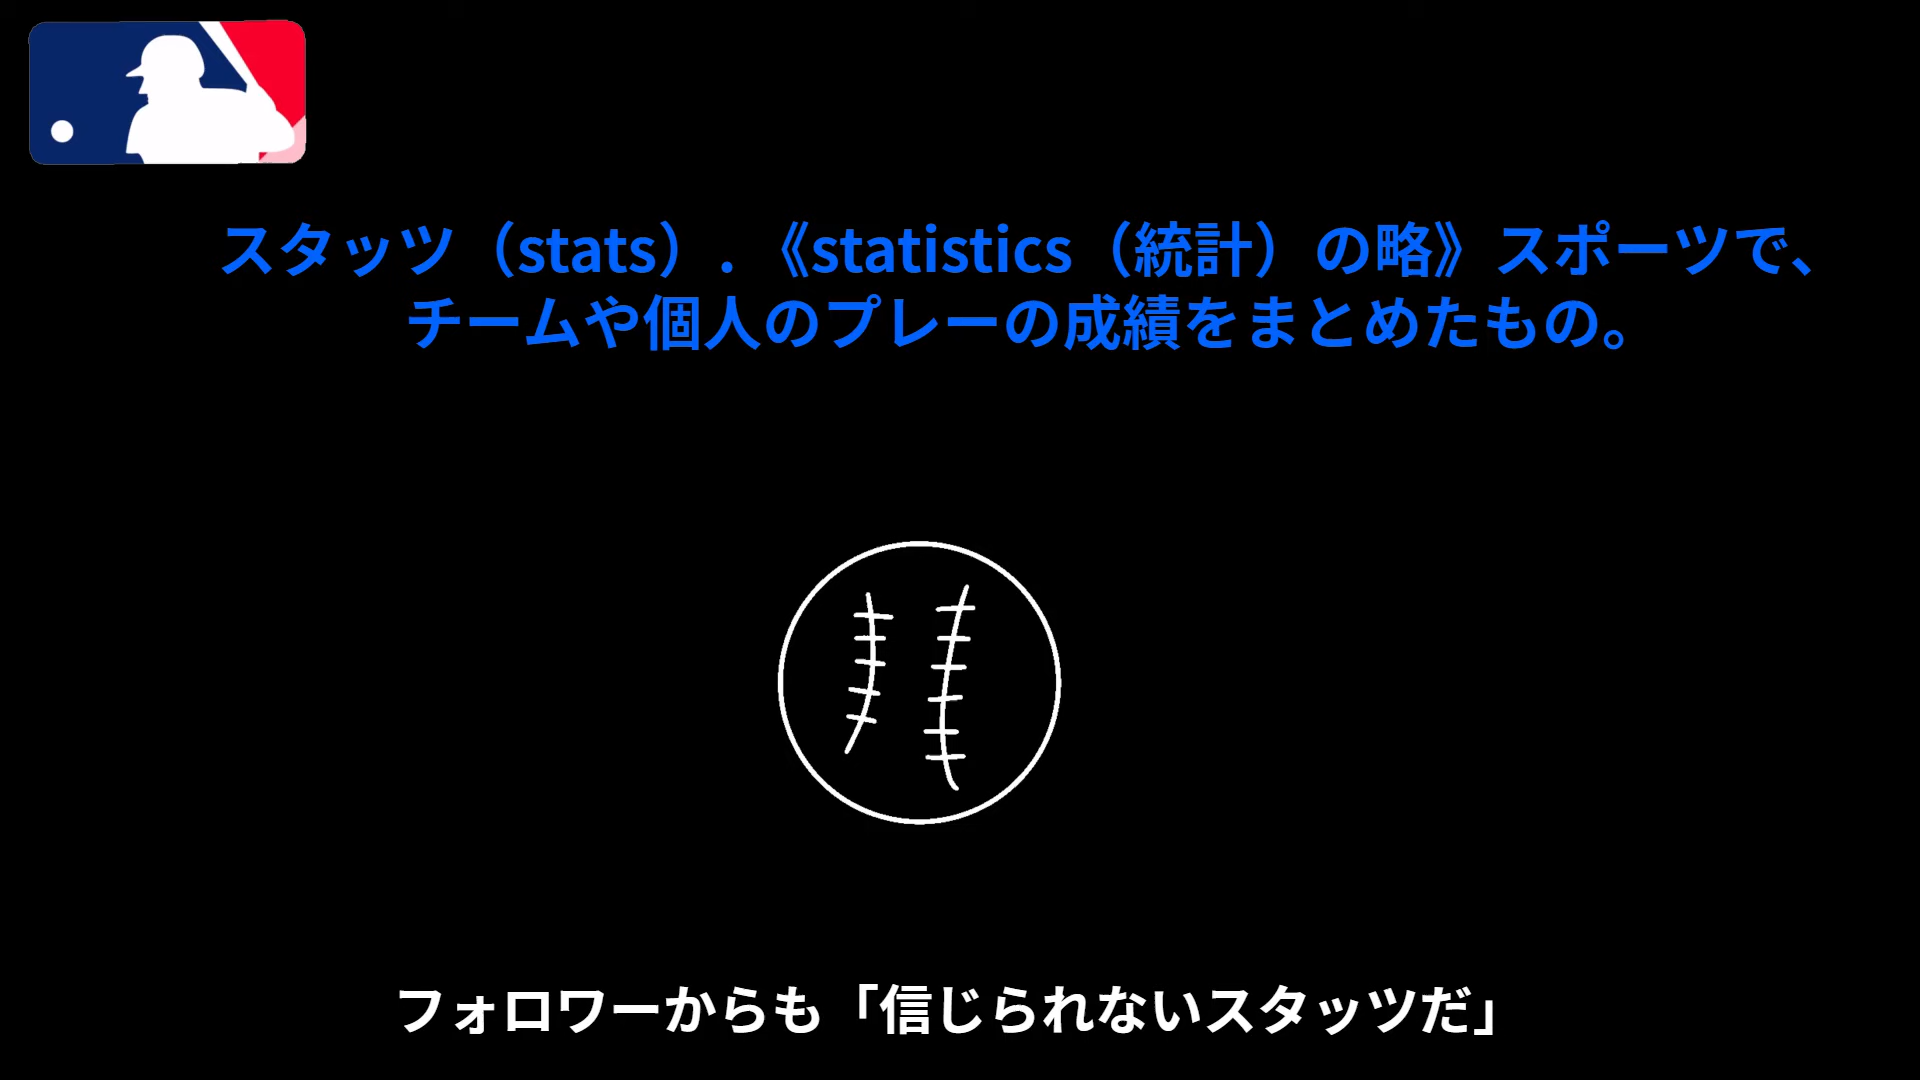 スタッツ（stats）.《statistics（統計）の略》スポーツで、
チームや個人のプレーの成績をまとめたもの。
フォロワーからも「信じられないスタッツだ」